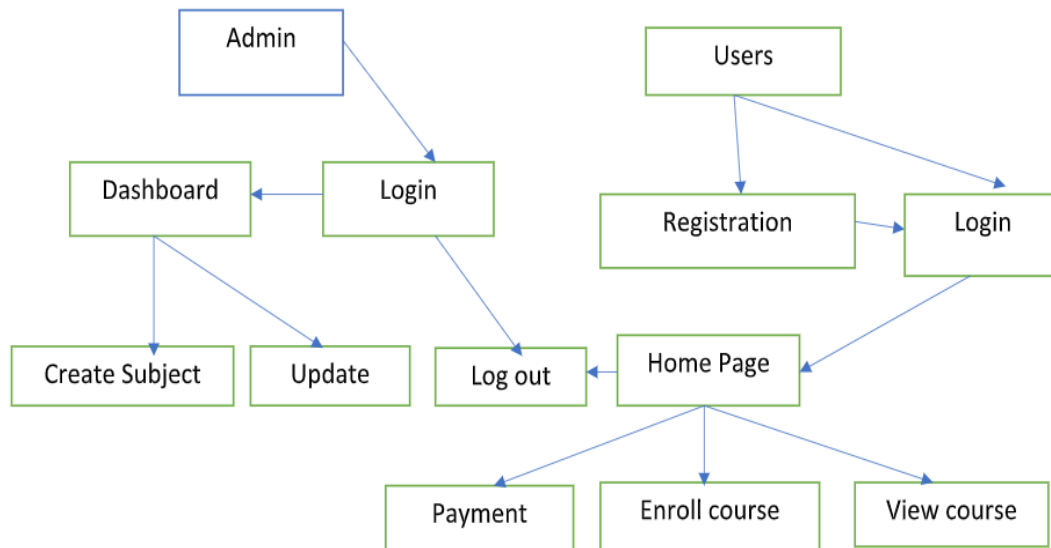 Admin
Users
Dashboard
Login
Registration
Login
Create Subject
Update
Log out
Home Page
Payment
Enroll course
View course